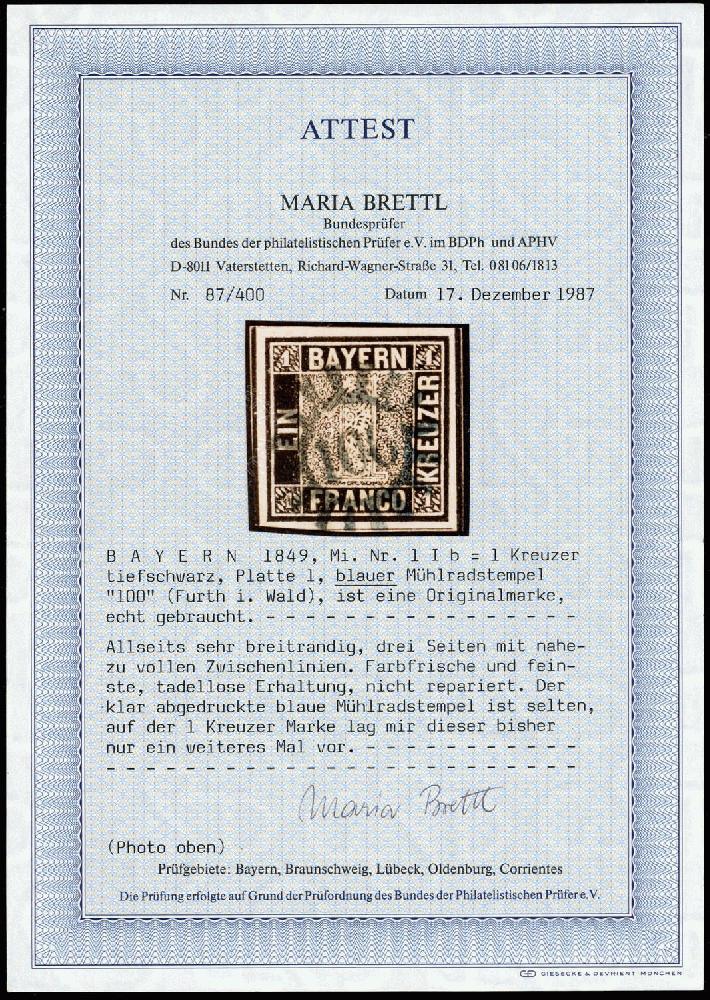 ATTEST
MARIA BRETTL
Bundesprüfer
des Bundes der philatelistischen Prüfer e.V. im BDPh und APHV
D-8011 Vaterstetten, Richard-Wagner-Straße 31, Tel. 08106/1813
Nr. 87/400 Datum 17. Dezember 1987
1 BAYERN 1
EIN
KREUZER
100
1 FRANCO 1
B A Y E R N 1849, Mi. Nr. 1 I b = 1 Kreuzer
tiefschwarz, Platte 1, blauer Mühlradstempel
"100" (Furth i. Wald), ist eine Originalmarke,
echt gebraucht. - - - - - - - - - - - - - - - -
Allseits sehr breitrandig, drei Seiten mit nahe-
zu vollen Zwischenlinien. Farbfrische und fein-
ste, tadellose Erhaltung, nicht repariert. Der
klar abgedruckte blaue Mühlradstempel ist selten,
auf der 1 Kreuzer Marke lag mir dieser bisher
nur ein weiteres Mal vor. - - - - - - - - - - -
- - - - - - - - - - - - - - - - - - - - - - - -
Maria Brettl
(Photo oben)
Prüfgebiete: Bayern, Braunschweig, Lübeck, Oldenburg, Corrientes
Die Prüfung erfolgte auf Grund der Prüfordnung des Bundes der Philatelistischen Prüfer e.V.
GIESECKE & DEVRIENT MÜNCHEN